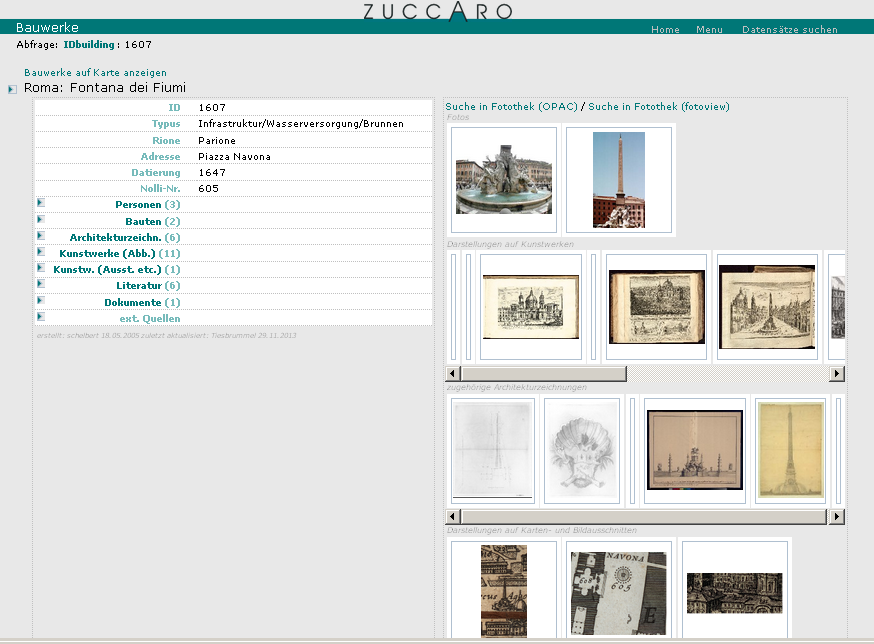 ZUCCARO
Bauwerke
Home Menu Datensätze suchen
Abfrage: IDbuilding : 1607
Bauwerke auf Karte anzeigen
Roma: Fontana dei Fiumi
ID 1607
Typus Infrastruktur/Wasserversorgung/Brunnen
Rione Parione
Adresse Piazza Navona
Datierung 1647
Nolli-Nr. 605
Personen (3)
Bauten (2)
Architekturzeichn. (6)
Kunstwerke (Abb.) (11)
Kunstw. (Ausst. etc.) (1)
Literatur (6)
Dokumente (1)
ext. Quellen
erstellt: schelbert 18.05.2005 zuletzt aktualisiert: Tiesbrummel 29.11.2013
Suche in Fotothek (OPAC) / Suche in Fotothek (fotoview)
Fotos
Darstellungen auf Kunstwerken
zugehörige Architekturzeichnungen
Darstellungen auf Karten- und Bildausschnitten
NAVONA
608
605
E